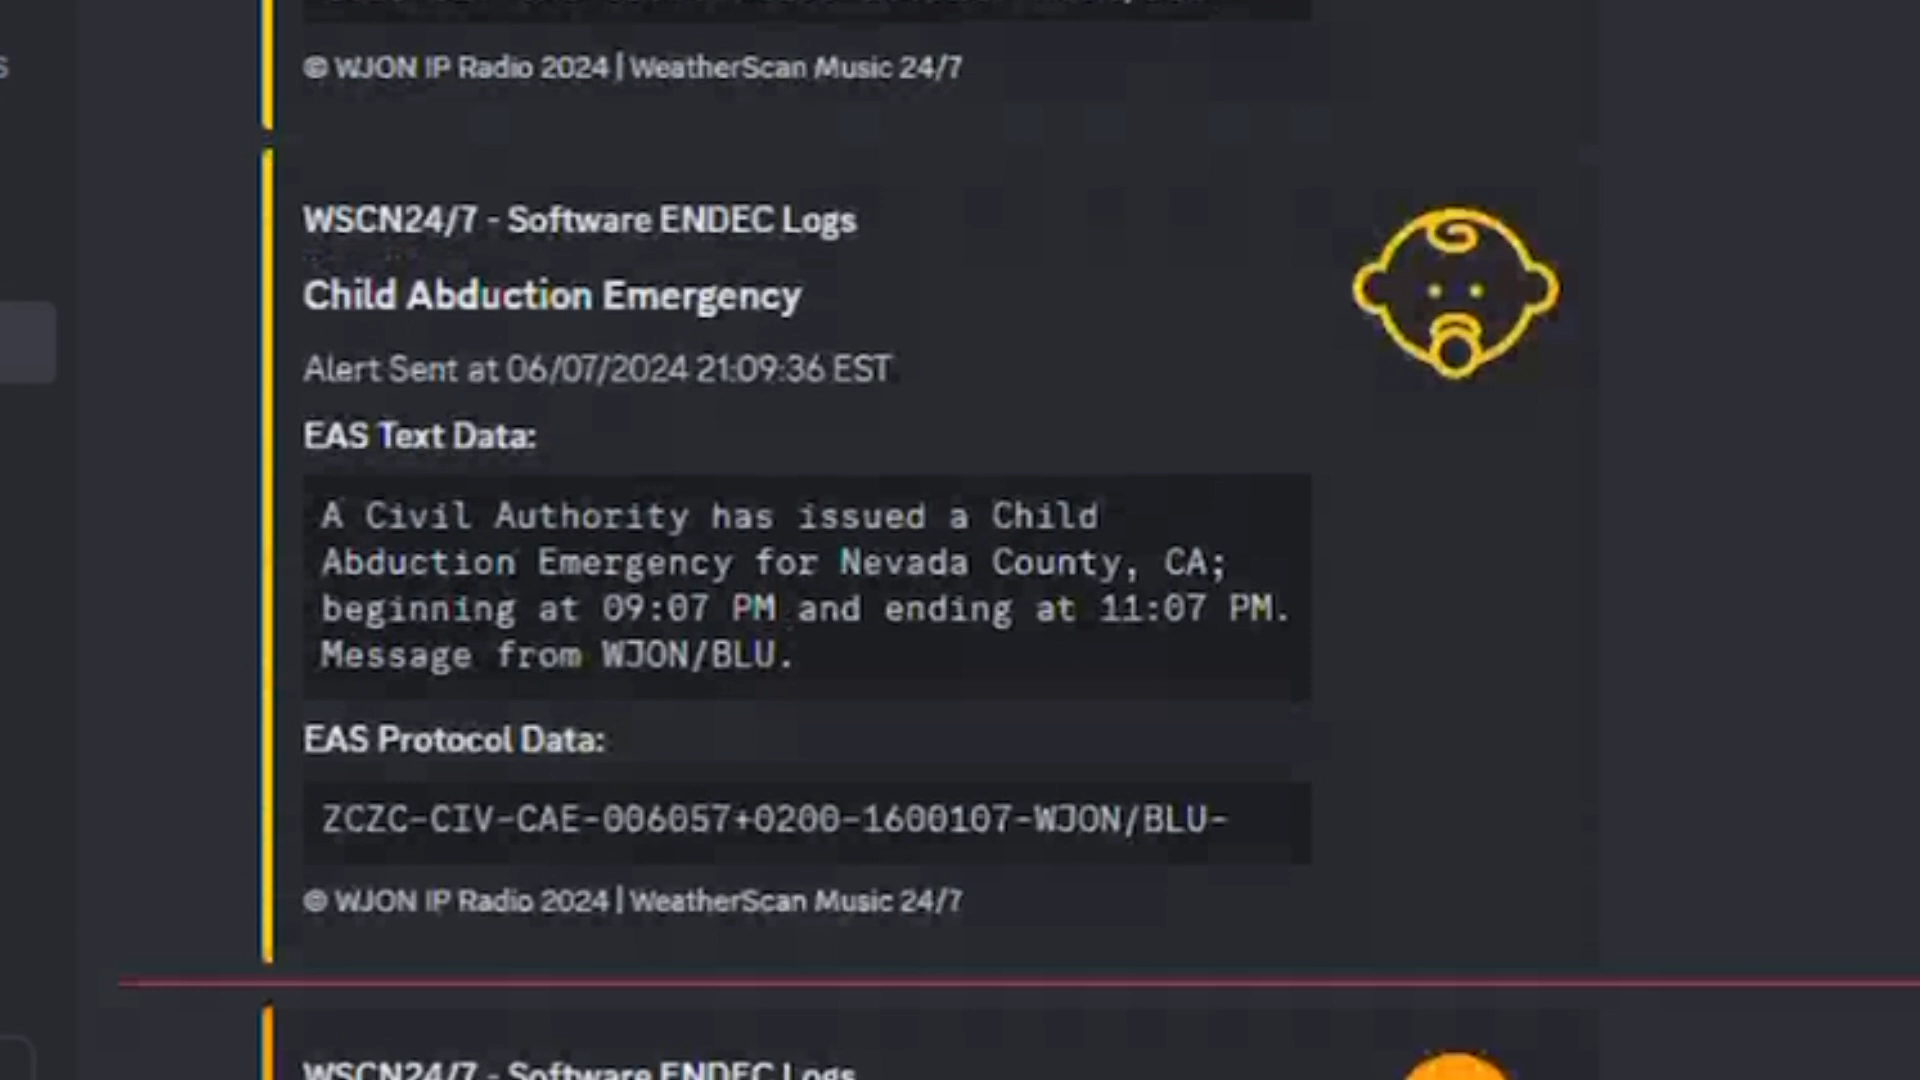 © WJON IP Radio 2024 | WeatherScan Music 24/7
WSCN24/7 - Software ENDEC Logs
Child Abduction Emergency
Alert Sent at 06/07/2024 21:09:36 EST
EAS Text Data:
A Civil Authority has issued a Child
Abduction Emergency for Nevada County, CA;
beginning at 09:07 PM and ending at 11:07 PM.
Message from WJON/BLU.
EAS Protocol Data:
ZCZC-CIV-CAE-006057+0200-1600107-WJON/BLU-
© WJON IP Radio 2024 | WeatherScan Music 24/7
WSCN24/7 - Software ENDEC Logs